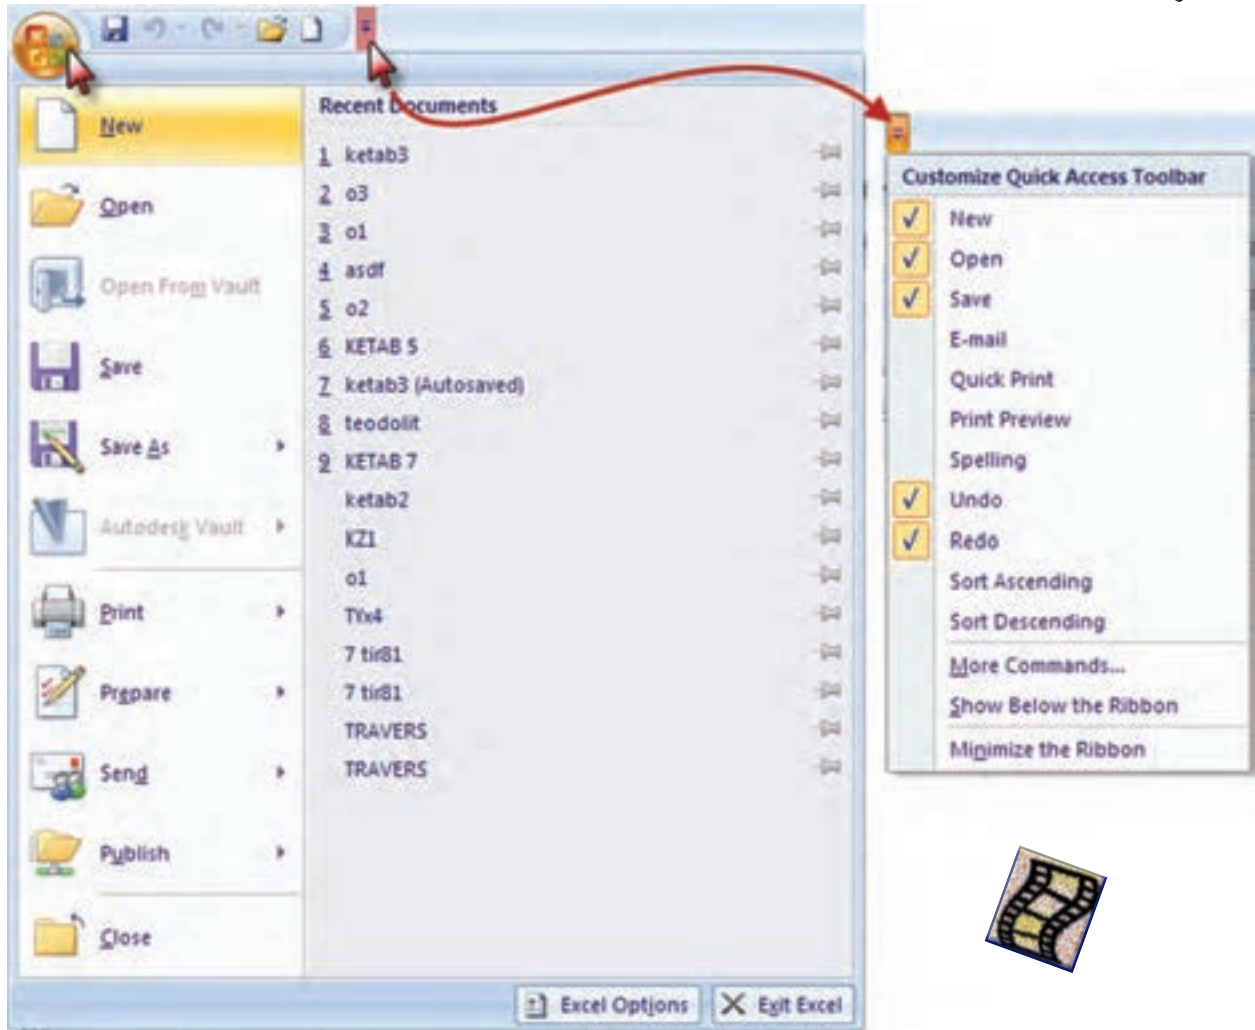 New
Open
Open From Vault
Save
Save As
Autodesk Vault
Print
Prepare
Send
Publish
Close
Recent Documents
1 ketab3
2 o3
3 o1
4 asdf
5 o2
6 KETAB 5
7 ketab3 (Autosaved)
8 teodolit
9 KETAB 7
ketab2
KZ1
o1
TYx4
7 tir81
7 tir81
TRAVERS
TRAVERS
Excel Options
Exit Excel
Customize Quick Access Toolbar
New
Open
Save
E-mail
Quick Print
Print Preview
Spelling
Undo
Redo
Sort Ascending
Sort Descending
More Commands...
Show Below the Ribbon
Minimize the Ribbon